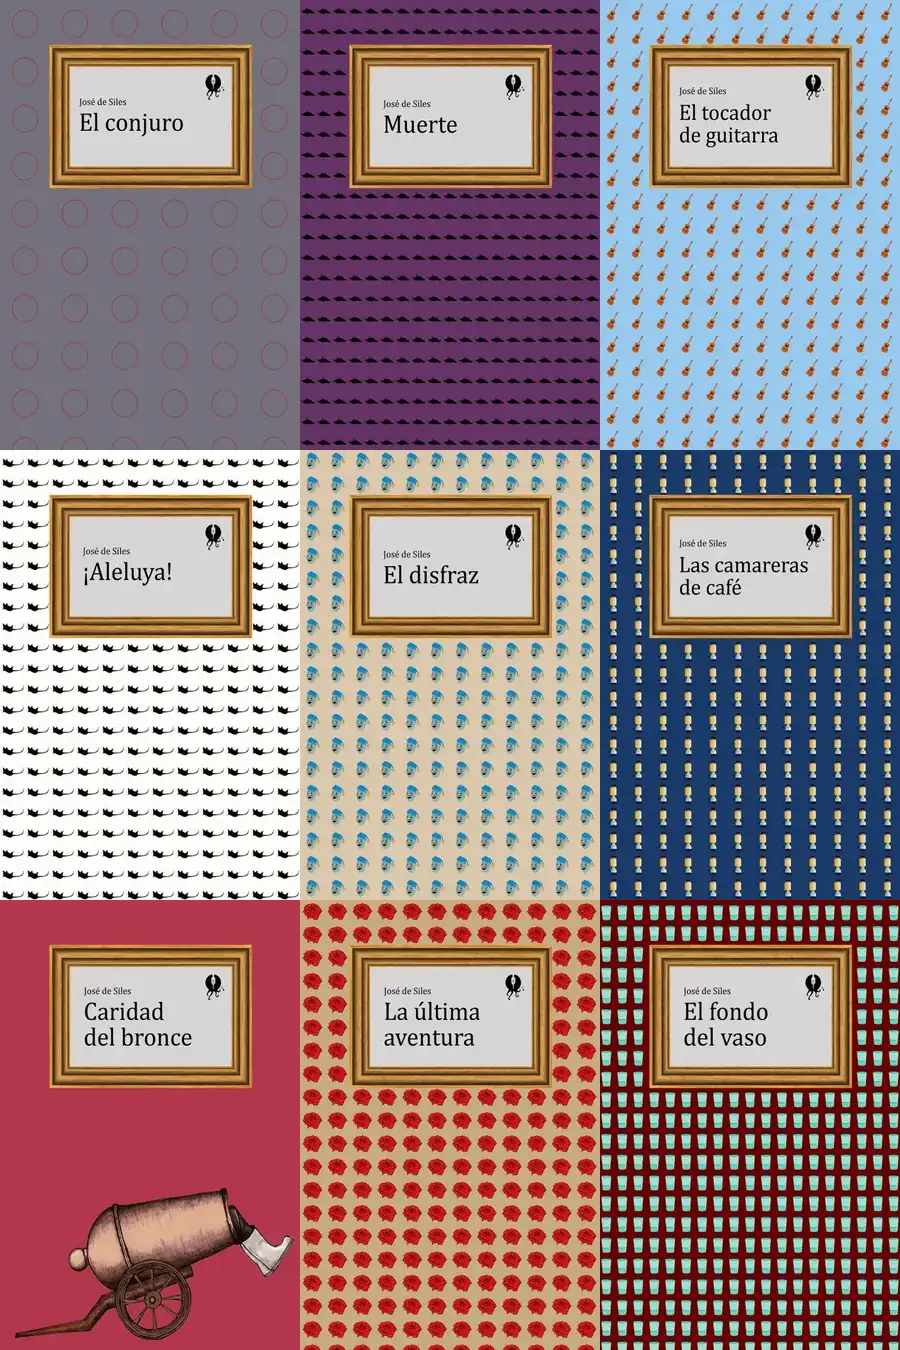 José de Siles
El conjuro
José de Siles
Muerte
José de Siles
El tocador
de guitarra
José de Siles
¡Aleluya!
José de Siles
El disfraz
José de Siles
Las camareras
de café
José de Siles
Caridad
del bronce
José de Siles
La última
aventura
José de Siles
El fondo
del vaso